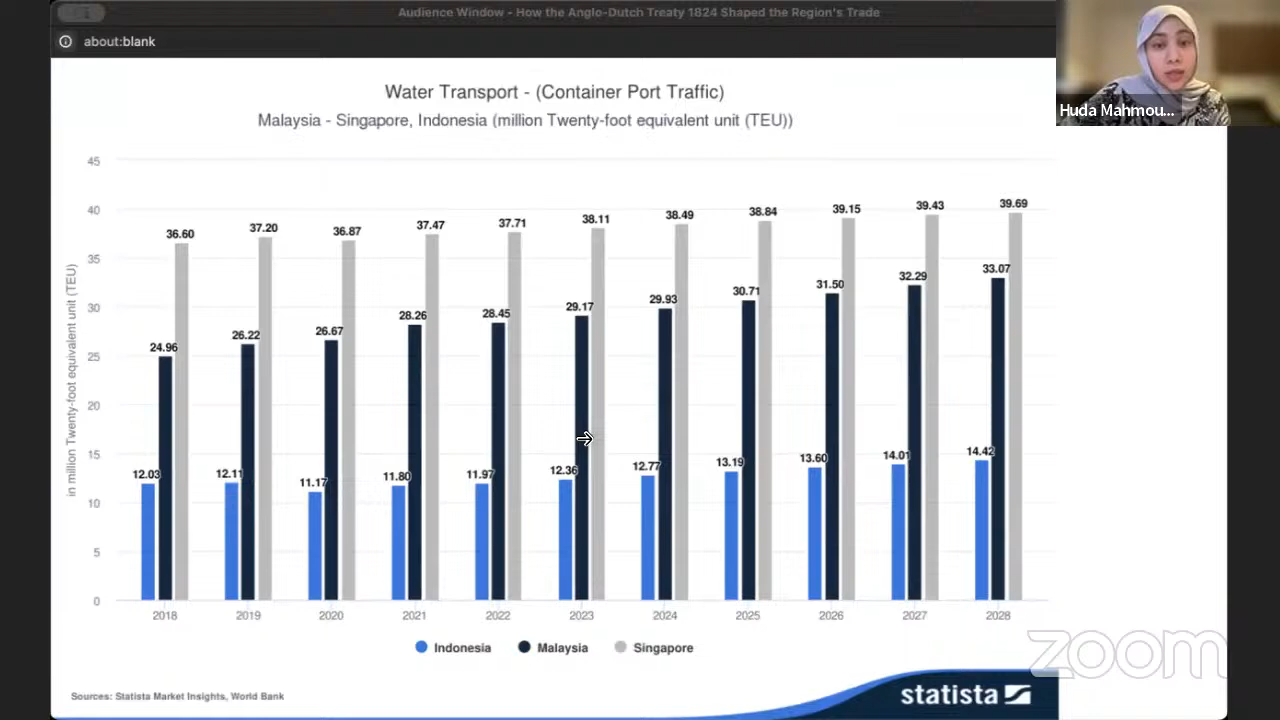 Audience Window - How the Anglo-Dutch Treaty 1824 Shaped the Region's Trade
about:blank
Huda Mahmou...
Water Transport - (Container Port Traffic)
Malaysia - Singapore, Indonesia (million Twenty-foot equivalent unit (TEU))
in million Twenty-foot equivalent unit (TEU)
45
40
35
30
25
20
15
10
5
0
12.03 24.96 36.60
12.11 26.22 37.20
11.17 26.67 36.87
11.80 28.26 37.47
11.97 28.45 37.71
12.36 29.17 38.11
12.77 29.93 38.49
13.19 30.71 38.84
13.60 31.50 39.15
14.01 32.29 39.43
14.42 33.07 39.69
2018 2019 2020 2021 2022 2023 2024 2025 2026 2027 2028
Indonesia Malaysia Singapore
zoom
Sources: Statista Market Insights, World Bank
statista